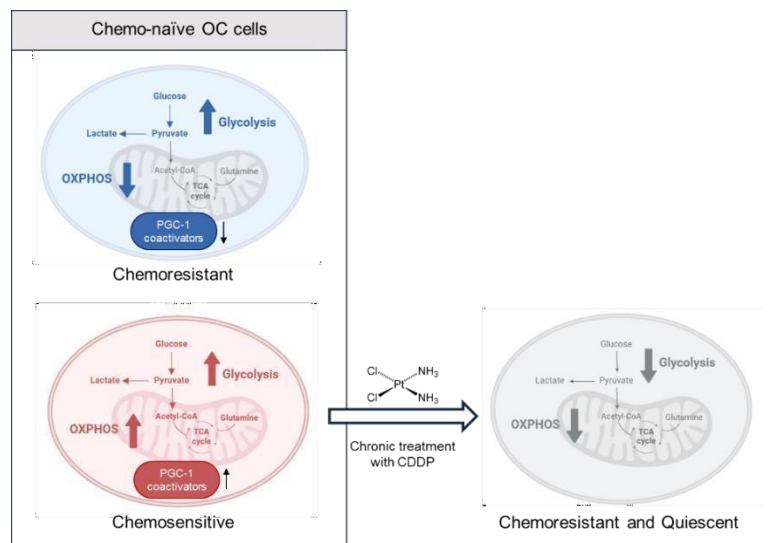 Chemo-naïve OC cells
Glucose
Glycolysis
Lactate
Pyruvate
Acetyl-CoA
Glutamine
OXPHOS
TCA
cycle
PGC-1
coactivators
Chemoresistant
Glucose
Glycolysis
Lactate
Pyruvate
Acetyl-CoA
Glutamine
OXPHOS
TCA
cycle
PGC-1
coactivators
Chemosensitive
Cl
NH3
Pt
Cl
NH3
Chronic treatment
with CDDP
Glucose
Glycolysis
Lactate
Pyruvate
Acetyl-CoA
Glutamine
OXPHOS
TCA
cycle
Chemoresistant and Quiescent